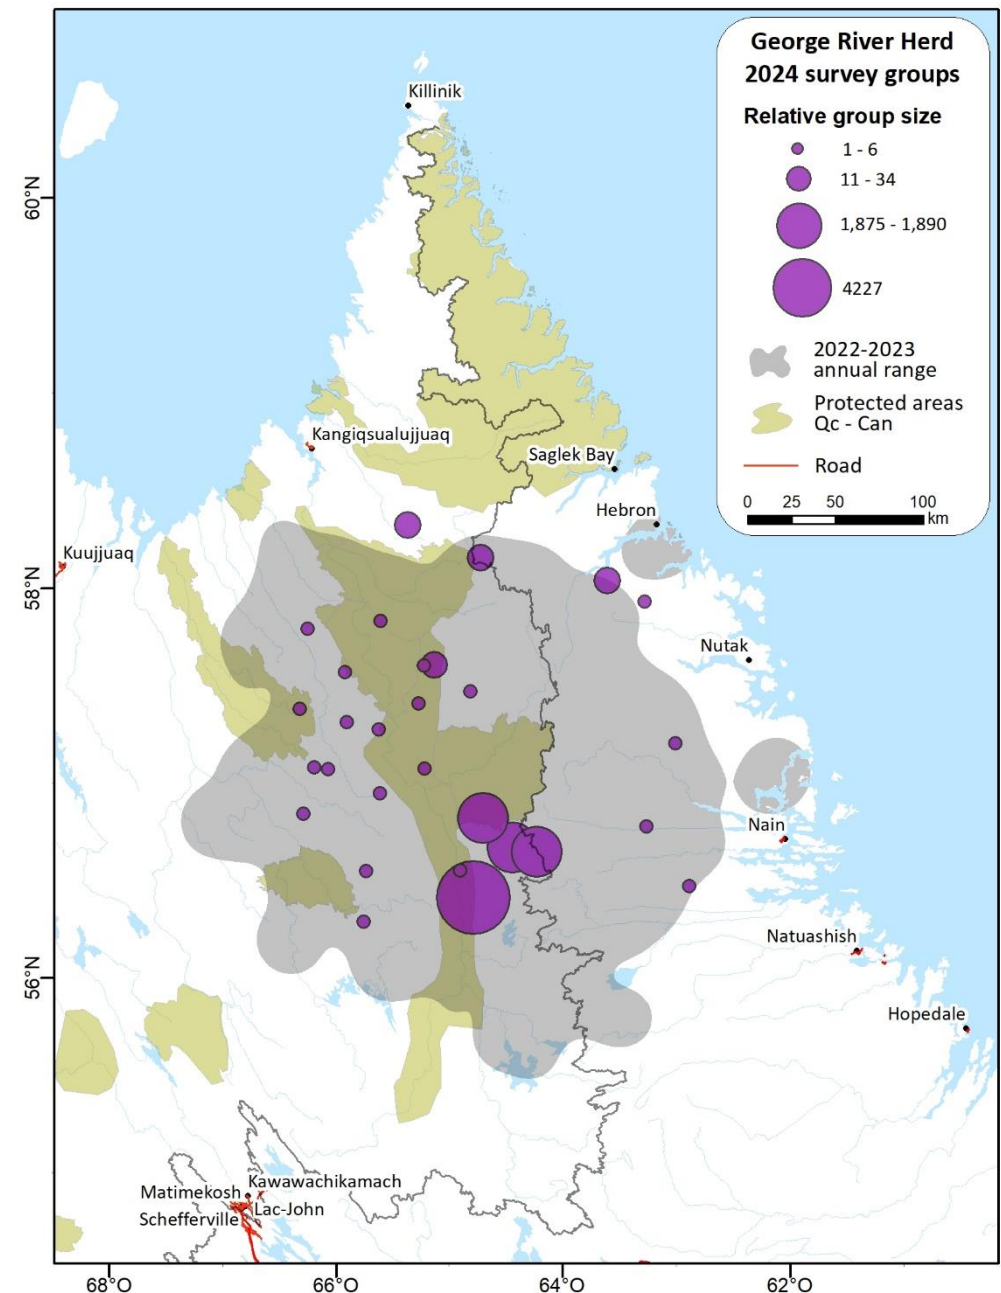 George River Herd
2024 survey groups
Relative group size
1 - 6
11 - 34
1,875 - 1,890
4227
2022-2023
annual range
Protected areas
Qc - Can
Road
0 25 50 100
km
Killinik
60°N
Kangiqsualujjuaq
Saglek Bay
Hebron
Kuujjuaq
58°N
Nutak
Nain
Natuashish
56°N
Hopedale
Kawawachikamach
Matimekosh
Lac-John
Schefferville
68°O 66°O 64°O 62°O